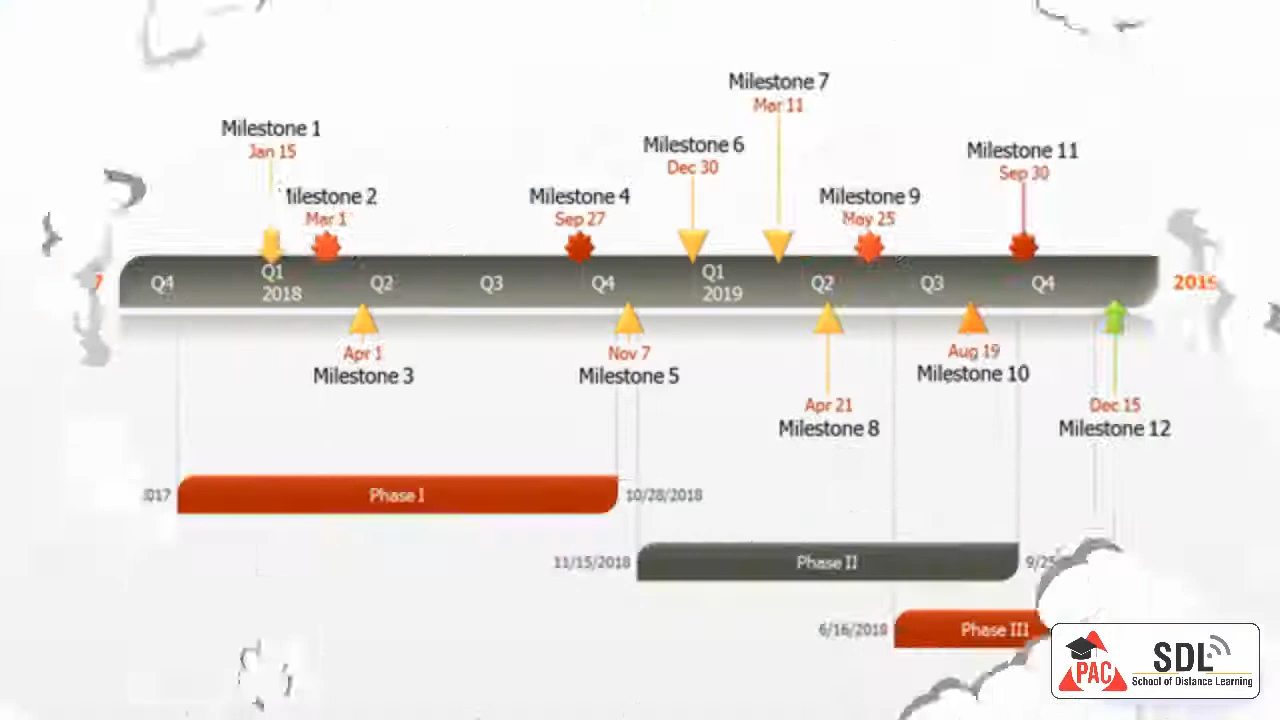 Milestone 7
Mar 11
Milestone 1
Jan 15
Milestone 6
Dec 30
Milestone 11
Sep 30
Milestone 2
Mar 1
Milestone 4
Sep 27
Milestone 9
May 25
7
Q4
Q1
2018
Q2
Q3
Q4
Q1
2019
Q2
Q3
Q4
2019
Apr 1
Milestone 3
Nov 7
Milestone 5
Aug 19
Milestone 10
Apr 21
Milestone 8
Dec 15
Milestone 12
Phase I
10/28/2018
11/15/2018
Phase II
6/16/2018
Phase III
PAC
SDL
School of Distance Learning